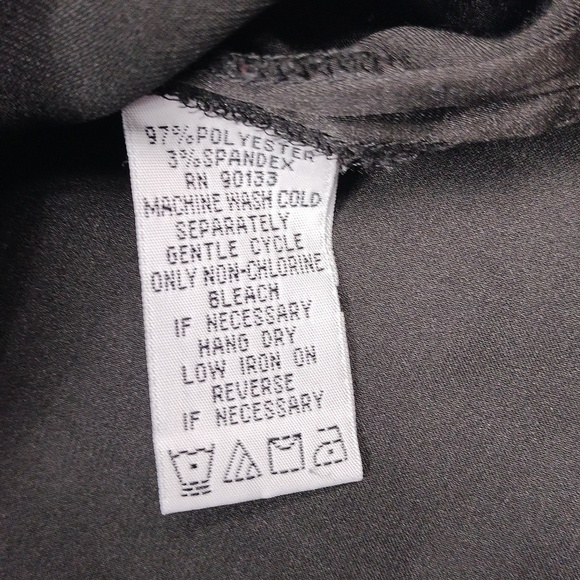 97%POLYESTER
3%SPANDEX
RN 90133
MACHINE WASH COLD
SEPARATELY
GENTLE CYCLE
ONLY NON-CHLORINE
BLEACH
IF NECESSARY
HANG DRY
LOW IRON ON
REVERSE
IF NECESSARY